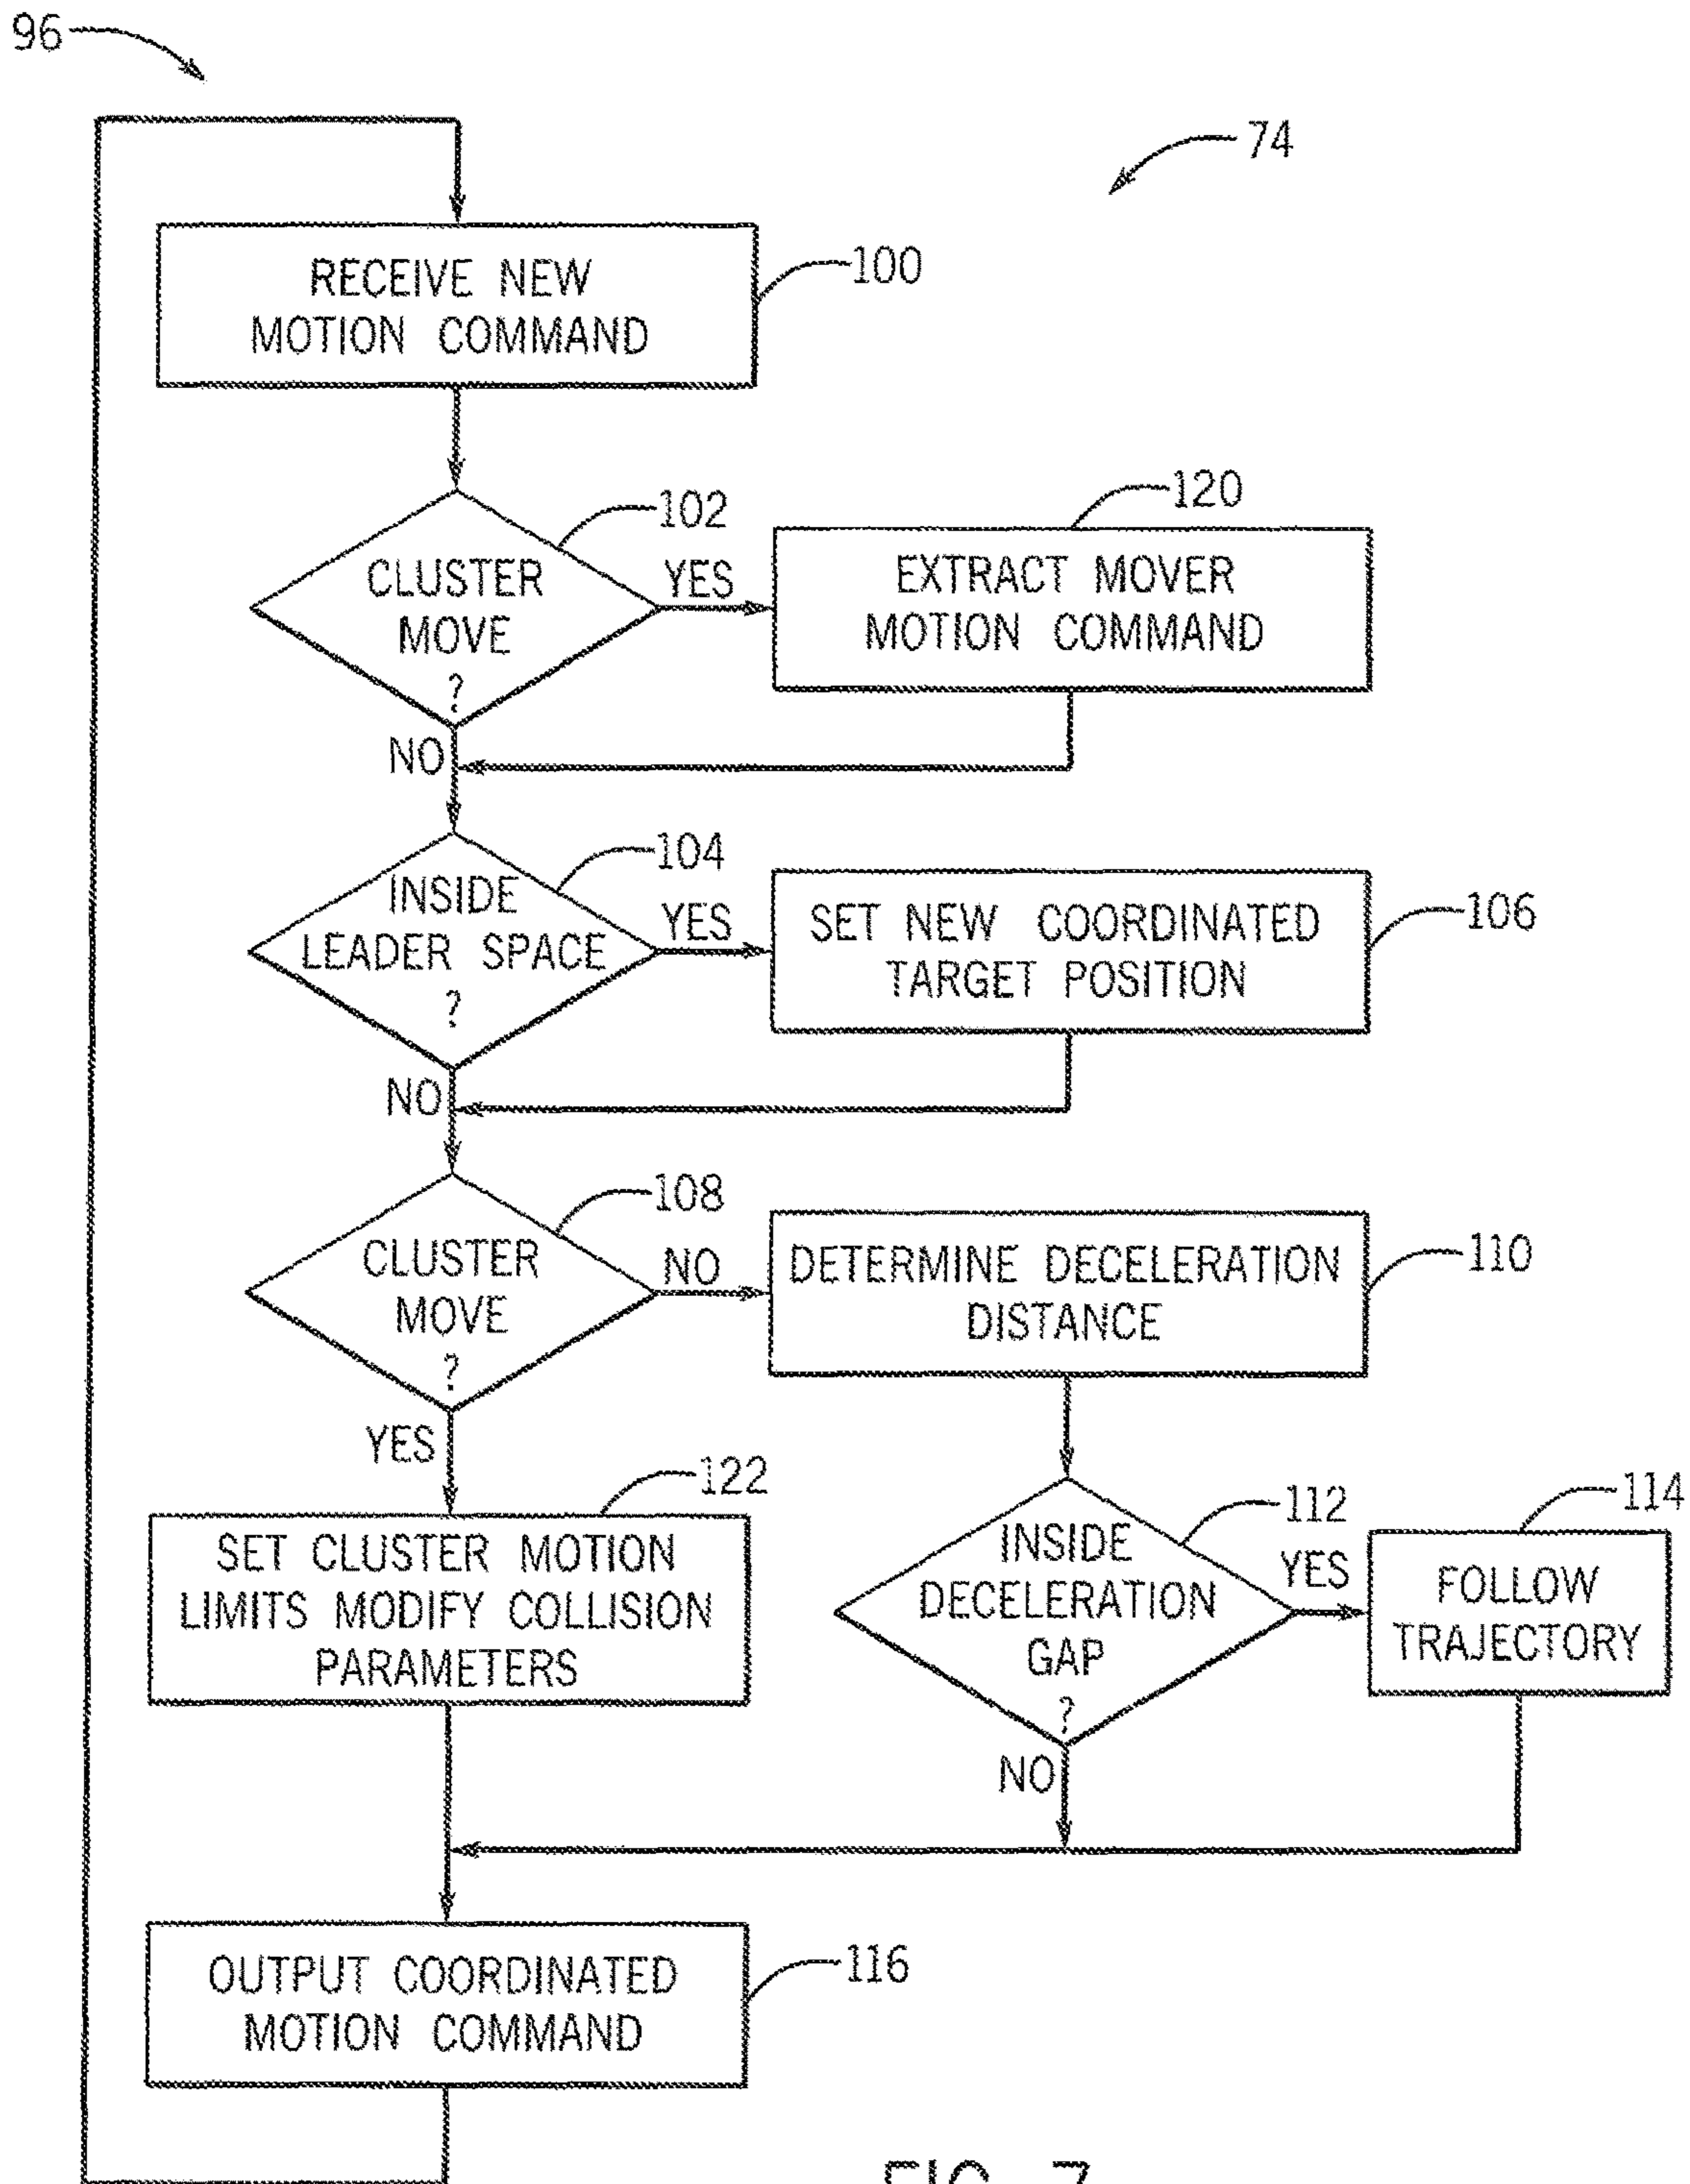 96
74
RECEIVE NEW
MOTION COMMAND
100
CLUSTER
MOVE
?
102
YES
NO
120
EXTRACT MOVER
MOTION COMMAND
INSIDE
LEADER SPACE
?
104
YES
NO
SET NEW COORDINATED
TARGET POSITION
106
CLUSTER
MOVE
?
108
NO
YES
DETERMINE DECELERATION
DISTANCE
110
122
SET CLUSTER MOTION
LIMITS MODIFY COLLISION
PARAMETERS
INSIDE
DECELERATION
GAP
?
112
YES
NO
114
FOLLOW
TRAJECTORY
OUTPUT COORDINATED
MOTION COMMAND
116
FIG. 7